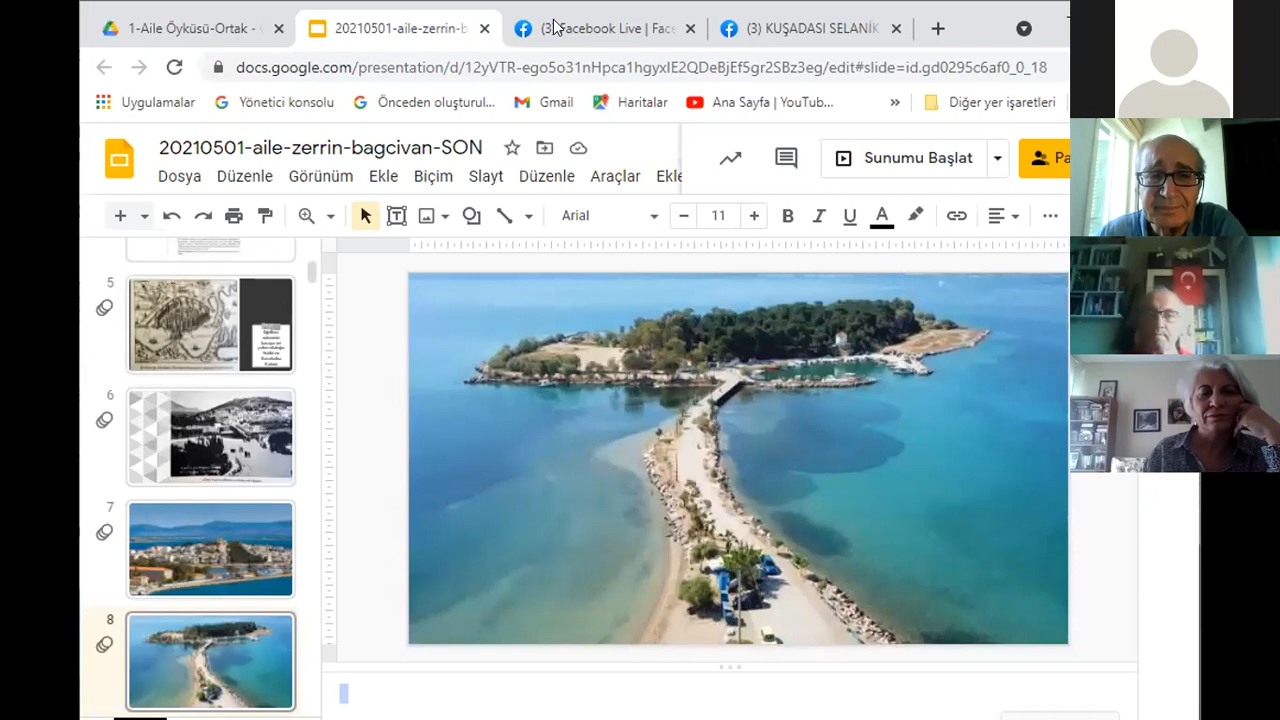 1-Aile Öyküsü-Ortak -
20210501-aile-zerrin-b
(3) Facebook Live | Face
(3) KUŞADASI SELANİK
docs.google.com/presentation/d/12yVTR-ego5o31nHpca1hgyxIE2QDeBjEf5gr2SBz3eg/edit#slide=id.gd0295c6af0_0_18
Uygulamalar
Yönetici konsolu
Önceden oluşturul...
Gmail
Haritalar
Ana Sayfa | YouTub...
»
Diğer yer işaretleri
20210501-aile-zerrin-bagcivan-SON
Dosya Düzenle Görünüm Ekle Biçim Slayt Düzenle Araçlar Ekle
Sunumu Başlat
Pa
Arial
11
B I U A
5
6
7
8